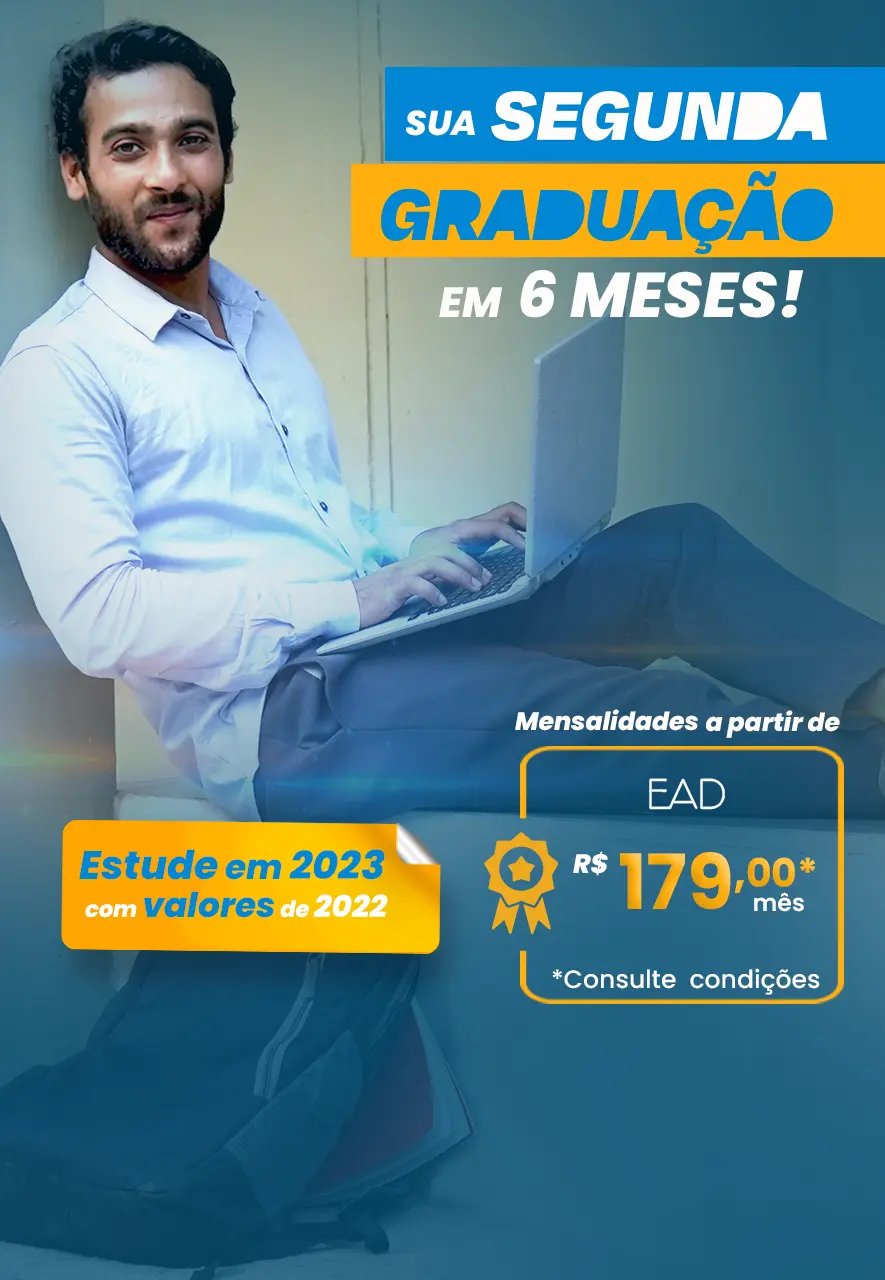 SUA SEGUNDA
GRADUAÇÃO
EM 6 MESES!
Mensalidades a partir de
EAD
R$ 179,00*
mês
*Consulte condições
Estude em 2023
com valores de 2022